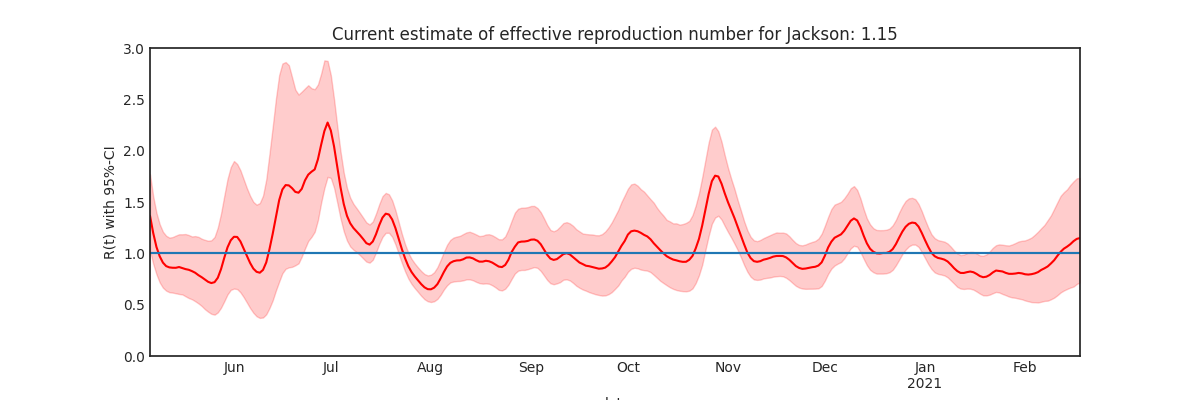 Current estimate of effective reproduction number for Jackson: 1.15
R(t) with 95%-CI
3.0
2.5
2.0
1.5
1.0
0.5
0.0
Jun Jul Aug Sep Oct Nov Dec Jan Feb
2021